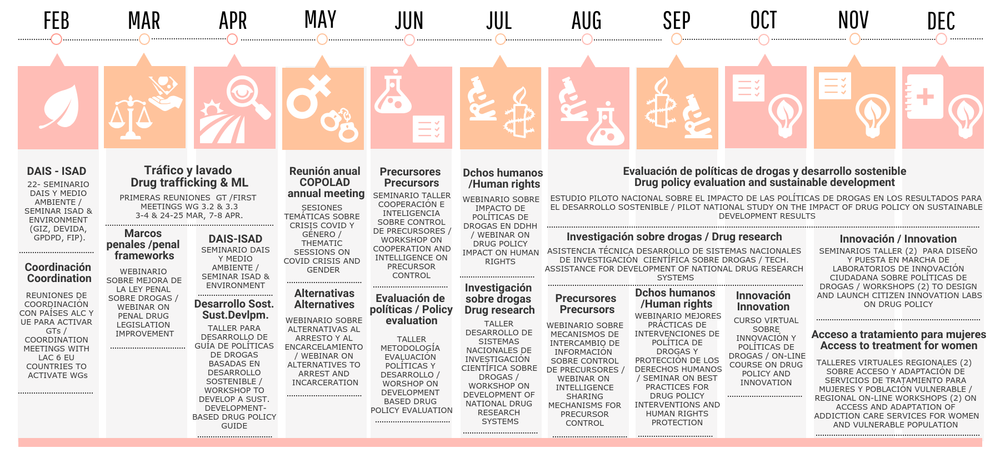 FEB
MAR
APR
MAY
JUN
JUL
AUG
SEP
OCT
NOV
DEC
DAIS - ISAD
22- SEMINARIO
DAIS Y MEDIO
AMBIENTE /
SEMINAR ISAD &
ENVIRONMENT
(GIZ, DEVIDA,
GPDPD, FIP).
Coordinación
Coordination
REUNIONES DE
COORDINACIÓN
CON PAÍSES ALC Y
UE PARA ACTIVAR
GTs /
COORDINATION
MEETINGS WITH
LAC 6 EU
COUNTRIES TO
ACTIVATE WGs
Tráfico y lavado
Drug trafficking & ML
PRIMERAS REUNIONES GT /FIRST
MEETINGS WG 3.2 & 3.3
3-4 & 24-25 MAR, 7-8 APR.
Marcos
penales /penal
frameworks
WEBINARIO
SOBRE MEJORA DE
LA LEY PENAL
SOBRE DROGAS /
WEBINAR ON
PENAL DRUG
LEGISLATION
IMPROVEMENT
DAIS-ISAD
SEMINARIO DAIS
Y MEDIO
AMBIENTE /
SEMINAR ISAD &
ENVIRONMENT
Desarrollo Sost.
Sust.Devlpm.
TALLER PARA
DESARROLLO DE
GUÍA DE POLÍTICAS
DE DROGAS
BASADAS EN
DESARROLLO
SOSTENIBLE /
WORKSHOP TO
DEVELOP A SUST.
DEVELOPMENT-
BASED DRUG POLICY
GUIDE
Reunión anual
COPOLAD
annual meeting
SESIONES
TEMÁTICAS SOBRE
CRISIS COVID Y
GÉNERO /
THEMATIC
SESSIONS ON
COVID CRISIS AND
GENDER
Alternativas
Alternatives
WEBINARIO SOBRE
ALTERNATIVAS AL
ARRESTO Y AL
ENCARCELAMIENTO
/ WEBINAR ON
ALTERNATIVES TO
ARREST AND
INCARCERATION
Precursores
Precursors
SEMINARIO TALLER
COOPERACIÓN E
INTELIGENCIA
SOBRE CONTROL
DE PRECURSORES /
WORKSHOP ON
COOPERATION AND
INTELLIGENCE ON
PRECURSOR
CONTROL
Evaluación de
políticas / Policy
evaluation
TALLER
METODOLOGÍA
EVALUACIÓN
POLÍTICAS Y
DESARROLLO /
WORSHOP ON
DEVELOPMENT
BASED DRUG
POLICY EVALUATION
Dchos humanos
/Human rights
WEBINARIO SOBRE
IMPACTO DE
POLÍTICAS DE
DROGAS EN DDHH
/ WEBINAR ON
DRUG POLICY
IMPACT ON HUMAN
RIGHTS
Investigación
sobre drogas
Drug research
TALLER
DESARROLLO DE
SISTEMAS
NACIONALES DE
INVESTIGACIÓN
CIENTÍFICA SOBRE
DROGAS /
WORKSHOP ON
DEVELOPMENT OF
NATIONAL DRUG
RESEARCH
SYSTEMS
Evaluación de políticas de drogas y desarrollo sostenible
Drug policy evaluation and sustainable development
ESTUDIO PILOTO NACIONAL SOBRE EL IMPACTO DE LAS POLÍTICAS DE DROGAS EN LOS RESULTADOS PARA
EL DESARROLLO SOSTENIBLE / PILOT NATIONAL STUDY ON THE IMPACT OF DRUG POLICY ON SUSTAINABLE
DEVELOPMENT RESULTS
Investigación sobre drogas / Drug research
ASISTENCIA TÉCNICA DESARROLLO DE SISTEMAS NACIONALES
DE INVESTIGACIÓN CIENTÍFICA SOBRE DROGAS / TECH.
ASSISTANCE FOR DEVELOPMENT OF NATIONAL DRUG RESEARCH
SYSTEMS
Precursores
Precursors
WEBINARIO SOBRE
MECANISMOS DE
INTERCAMBIO DE
INFORMACIÓN
SOBRE CONTROL
DE PRECURSORES /
WEBINAR ON
INTELLIGENCE
SHARING
MECHANISMS FOR
PRECURSOR
CONTROL
Dchos humanos
/Human rights
WEBINARIO MEJORES
PRÁCTICAS DE
INTERVENCIONES DE
POLÍTICA DE
DROGAS Y
PROTECCIÓN DE LOS
DERECHOS HUMANOS
/ SEMINAR ON BEST
PRACTICES FOR
DRUG POLICY
INTERVENTIONS AND
HUMAN RIGHTS
PROTECTION
Innovación
Innovation
CURSO VIRTUAL
SOBRE
INNOVACIÓN Y
POLÍTICAS DE
DROGAS / ON-LINE
COURSE ON DRUG
POLICY AND
INNOVATION
Innovación / Innovation
SEMINARIOS TALLER (2) PARA DISEÑO
Y PUESTA EN MARCHA DE
LABORATORIOS DE INNOVACIÓN
CIUDADANA SOBRE POLÍTICAS DE
DROGAS / WORKSHOPS (2) TO DESIGN
AND LAUNCH CITIZEN INNOVATION LABS
ON DRUG POLICY
Acceso a tratamiento para mujeres
Access to treatment for women
TALLERES VIRTUALES REGIONALES (2)
SOBRE ACCESO Y ADAPTACIÓN DE
SERVICIOS DE TRATAMIENTO PARA
MUJERES Y POBLACIÓN VULNERABLE /
REGIONAL ON-LINE WORKSHOPS (2) ON
ACCESS AND ADAPTATION OF
ADDICTION CARE SERVICES FOR WOMEN
AND VULNERABLE POPULATION